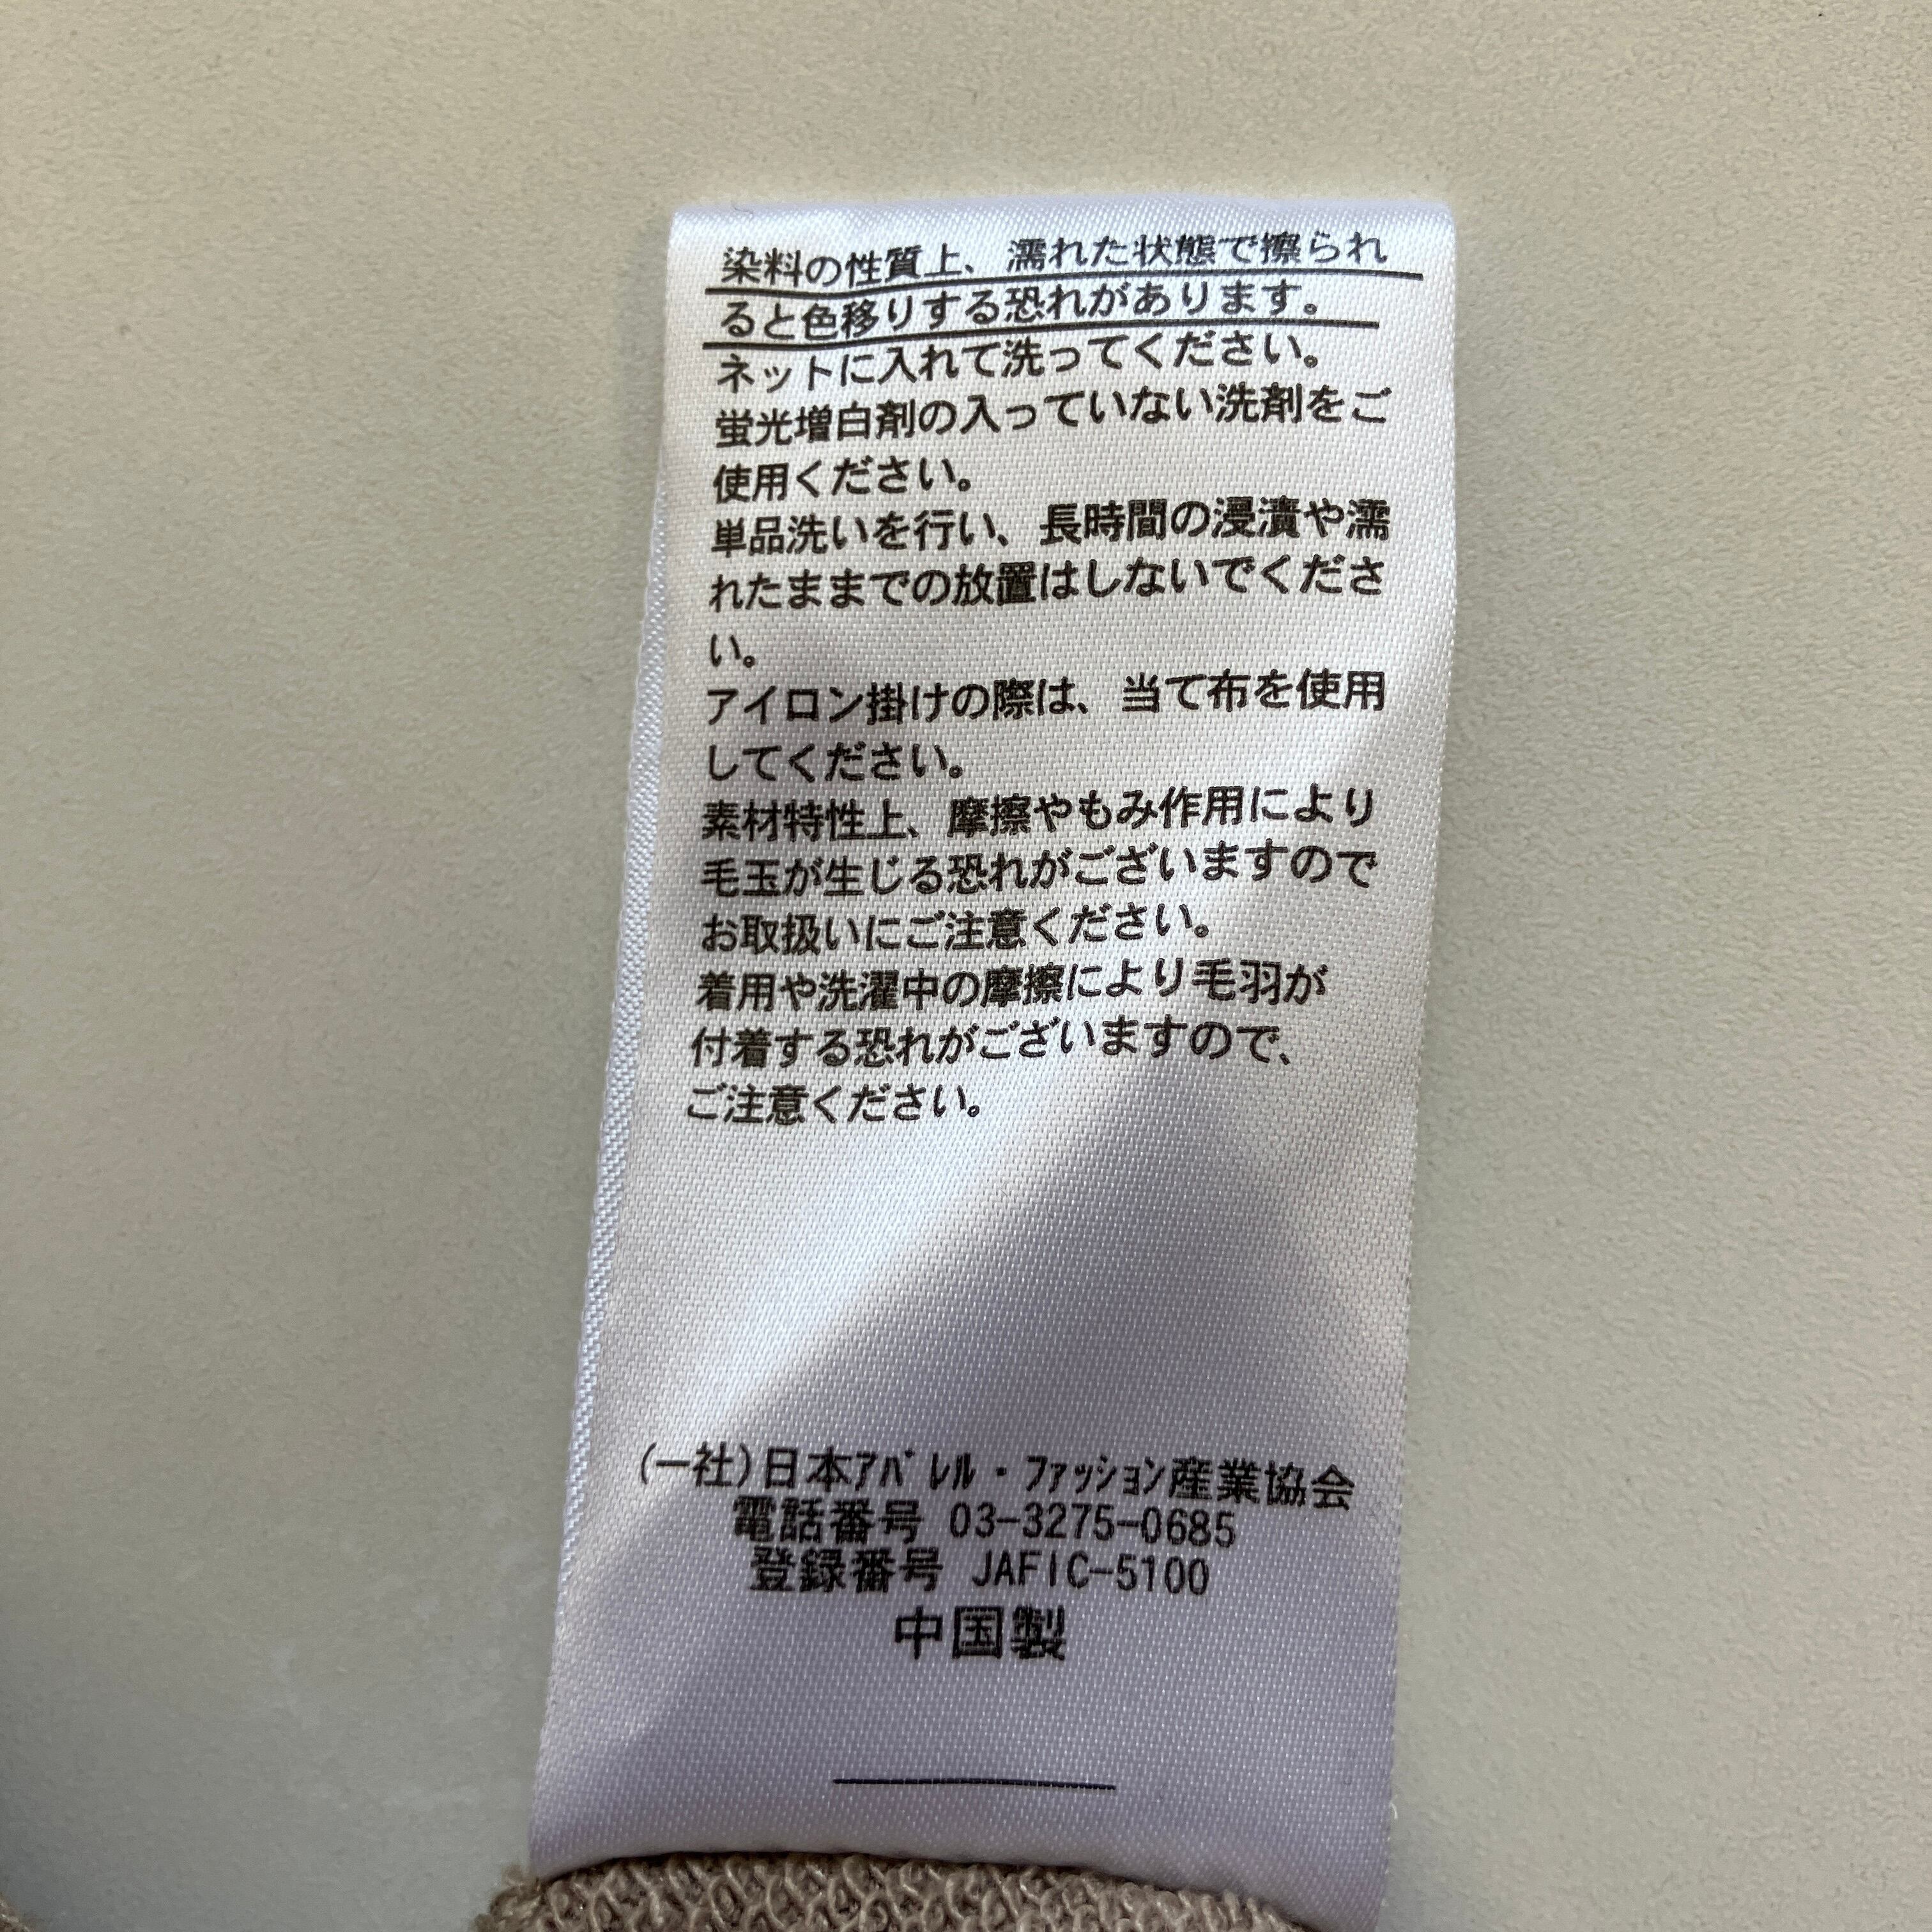 染料の性質上、濡れた状態で擦られ
ると色移りする恐れがあります。
ネットに入れて洗ってください。
蛍光増白剤の入っていない洗剤をご
使用ください。
単品洗いを行い、長時間の浸漬や濡
れたままでの放置はしないでくださ
い。
アイロン掛けの際は、当て布を使用
してください。
素材特性上、摩擦やもみ作用により
毛玉が生じる恐れがございますので
お取扱いにご注意ください。
着用や洗濯中の摩擦により毛羽が
付着する恐れがございますので、
ご注意ください。
(一社)日本ｱﾊﾟﾚﾙ・ﾌｧｯｼｮﾝ産業協会
電話番号 03-3275-0685
登録番号 JAFIC-5100
中国製